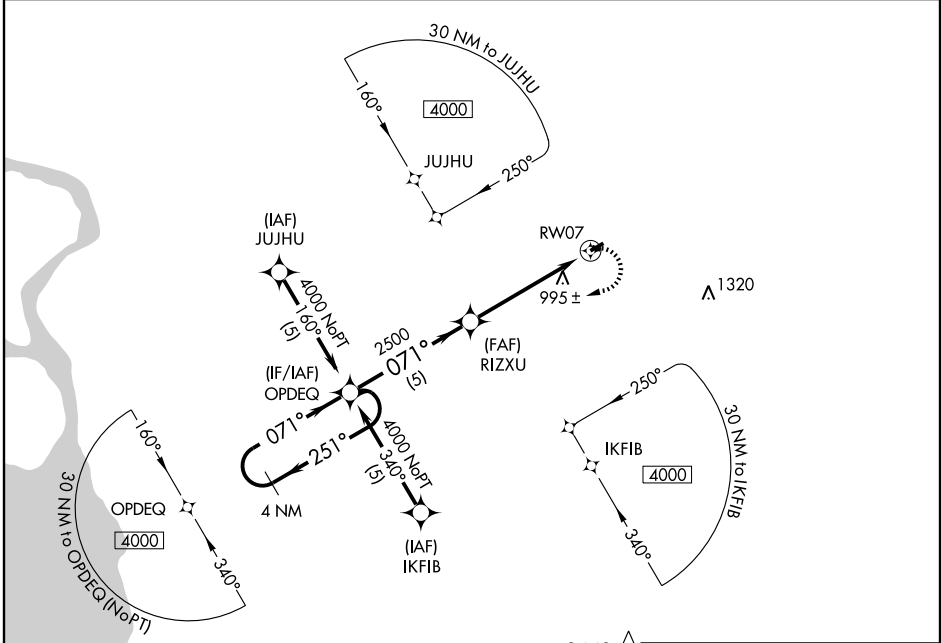 30 NM to JUJHU
160°
4000
JUJHU
250°
(IAF)
JUJHU
RW07
995 ±
1320
4000 NoPT
160°
(5)
2500
071°
(5)
(FAF)
RIZXU
(IF/IAF)
OPDEQ
071°
251°
4 NM
4000 NoPT
340°
(5)
(IAF)
IKFIB
160°
OPDEQ
4000
340°
30 NM to OPDEQ (NoPT)
250°
IKFIB
4000
340°
30 NM to IKFIB